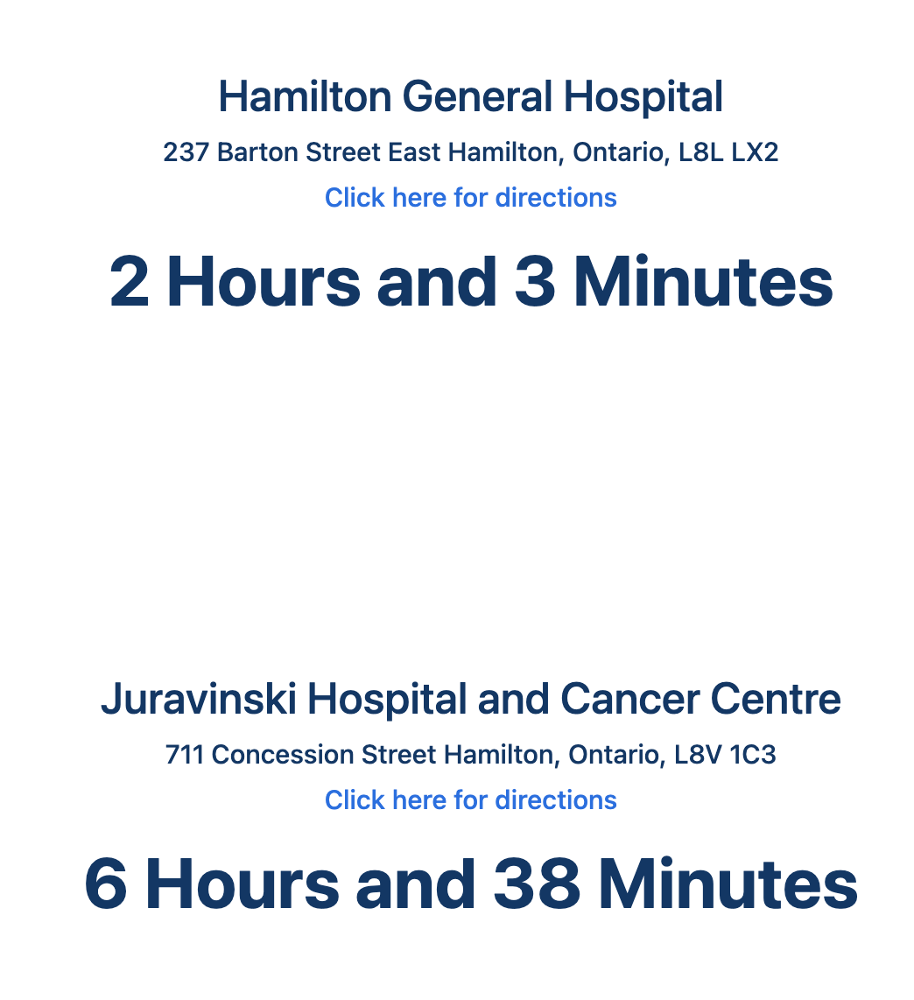 Hamilton General Hospital
237 Barton Street East Hamilton, Ontario, L8L LX2
Click here for directions
2 Hours and 3 Minutes
Juravinski Hospital and Cancer Centre
711 Concession Street Hamilton, Ontario, L8V 1C3
Click here for directions
6 Hours and 38 Minutes